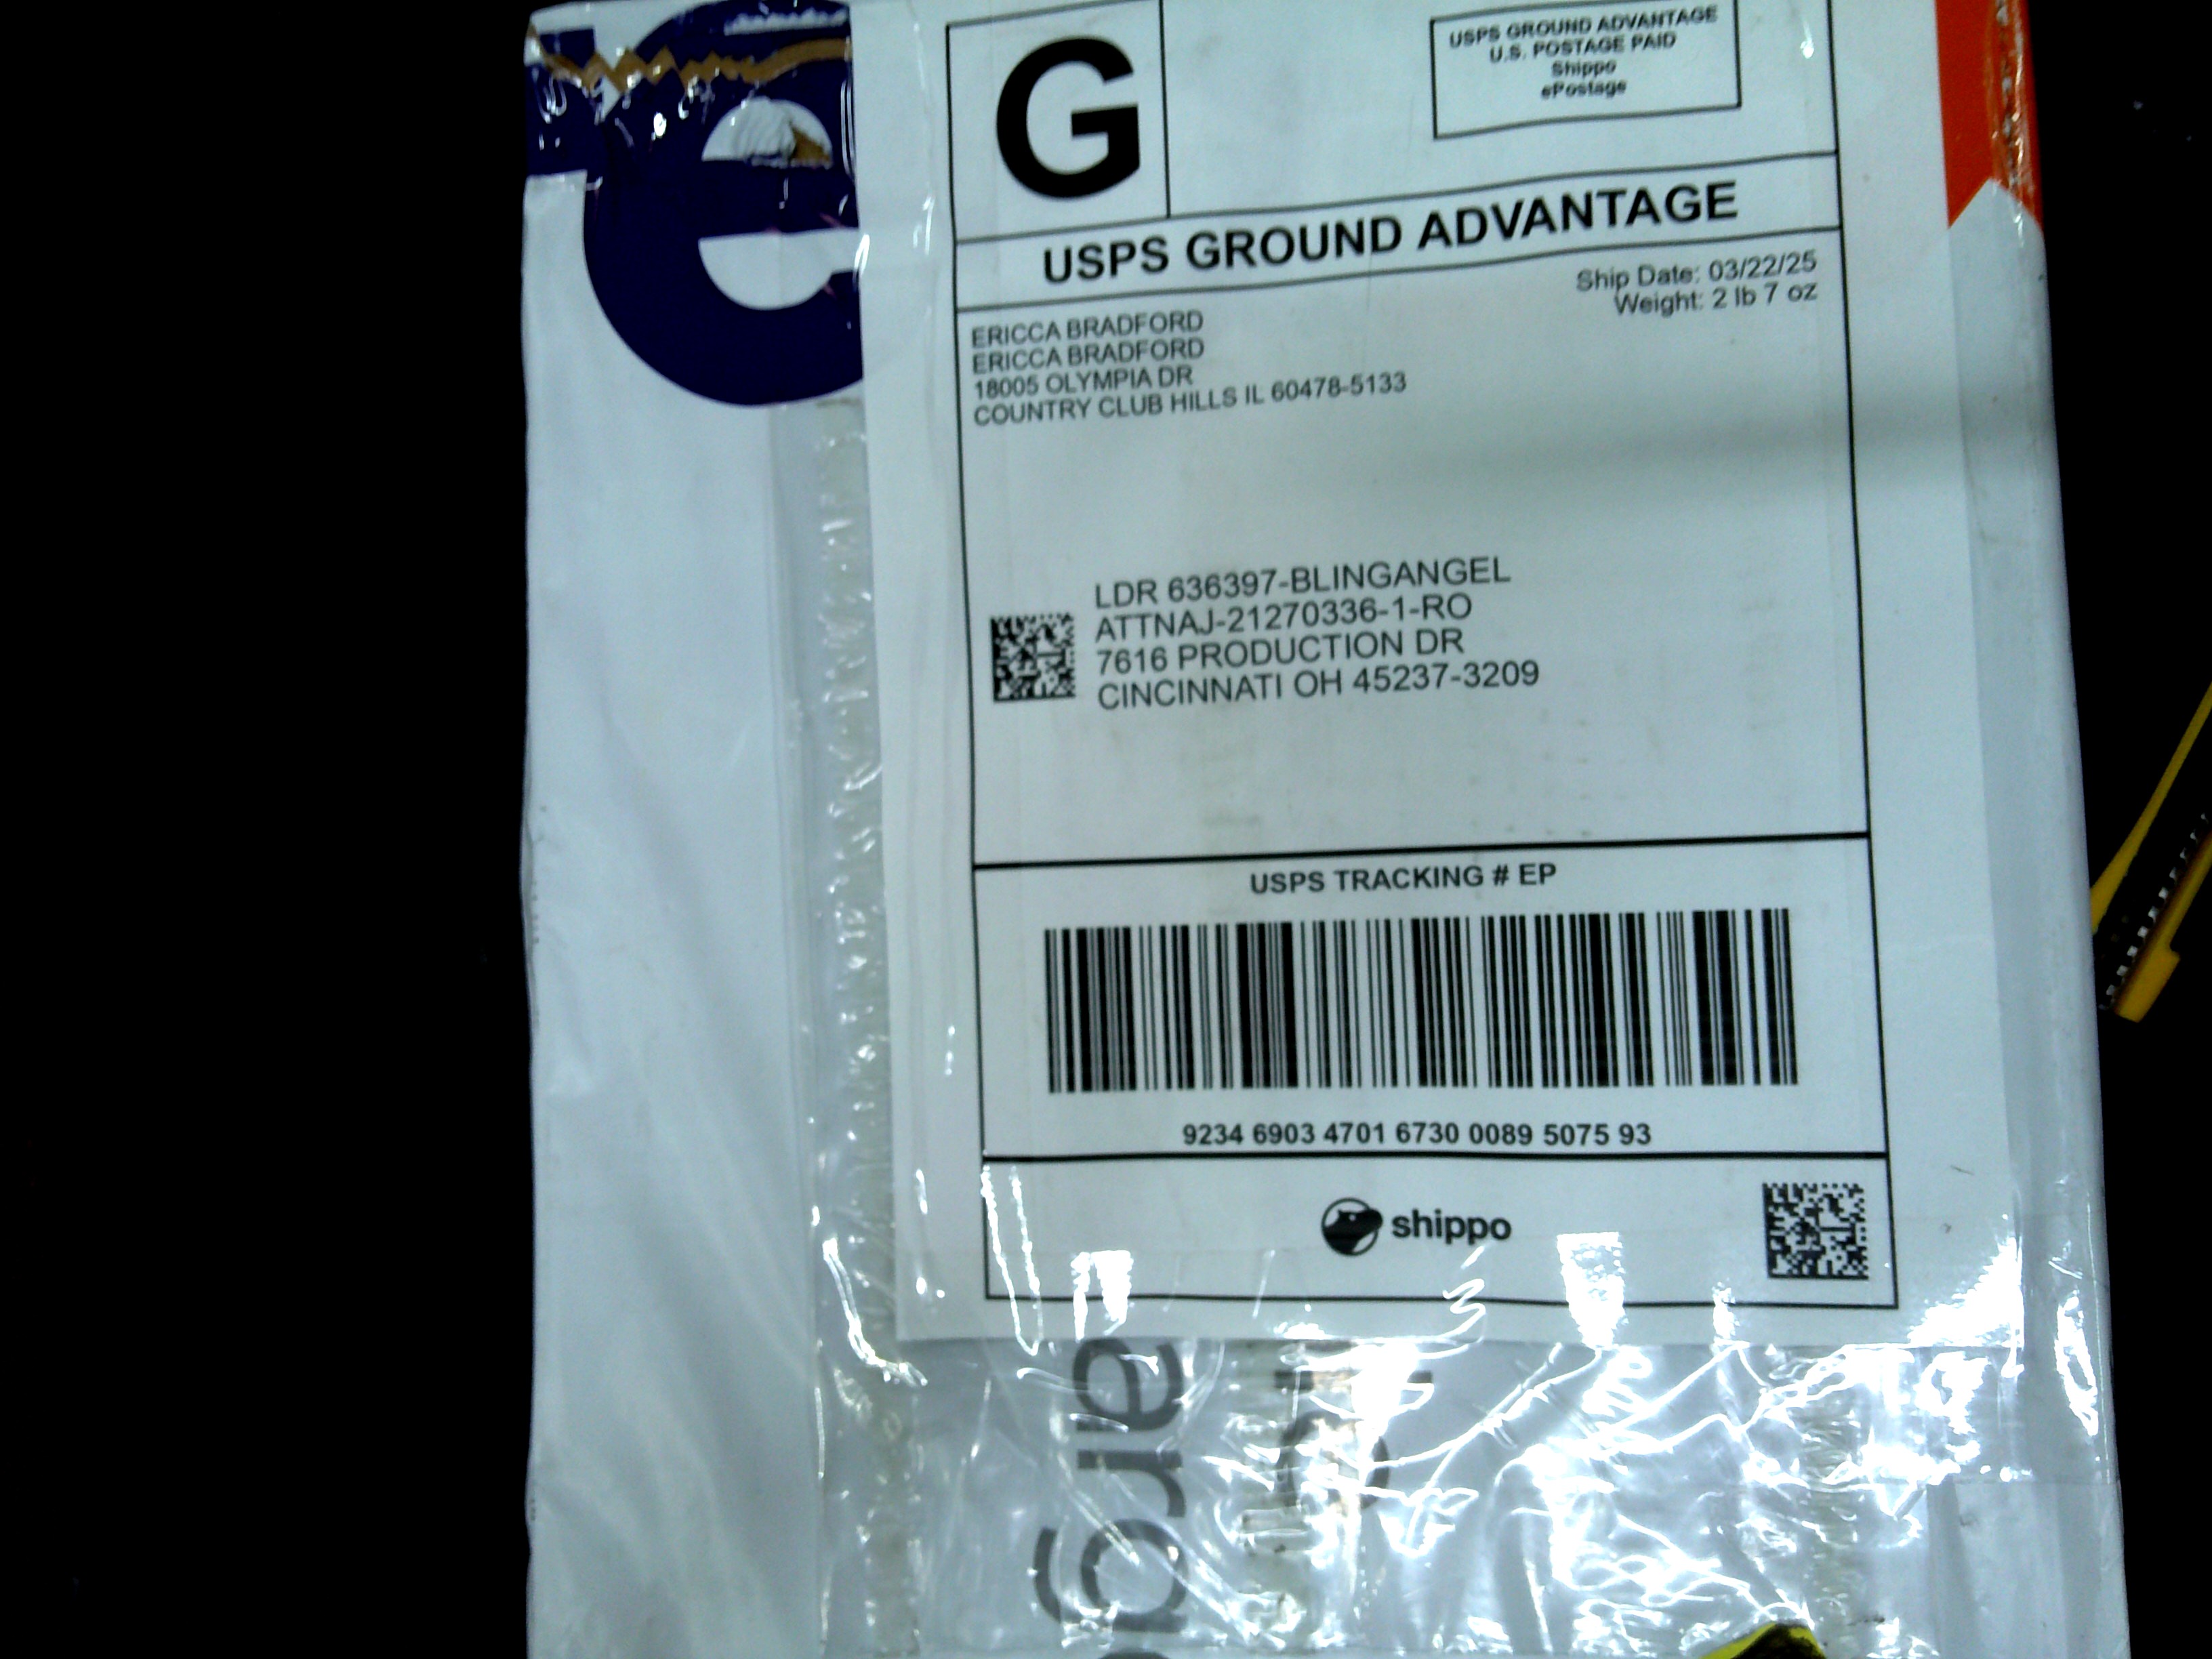 e
G
USPS GROUND ADVANTAGE
U.S. POSTAGE PAID
Shippo
ePostage
USPS GROUND ADVANTAGE
Ship Date: 03/22/25
Weight: 2 lb 7 oz
ERICCA BRADFORD
ERICCA BRADFORD
18005 OLYMPIA DR
COUNTRY CLUB HILLS IL 60478-5133
LDR 636397-BLINGANGEL
ATTNAJ-21270336-1-RO
7616 PRODUCTION DR
CINCINNATI OH 45237-3209
USPS TRACKING # EP
9234 6903 4701 6730 0089 5075 93
shippo